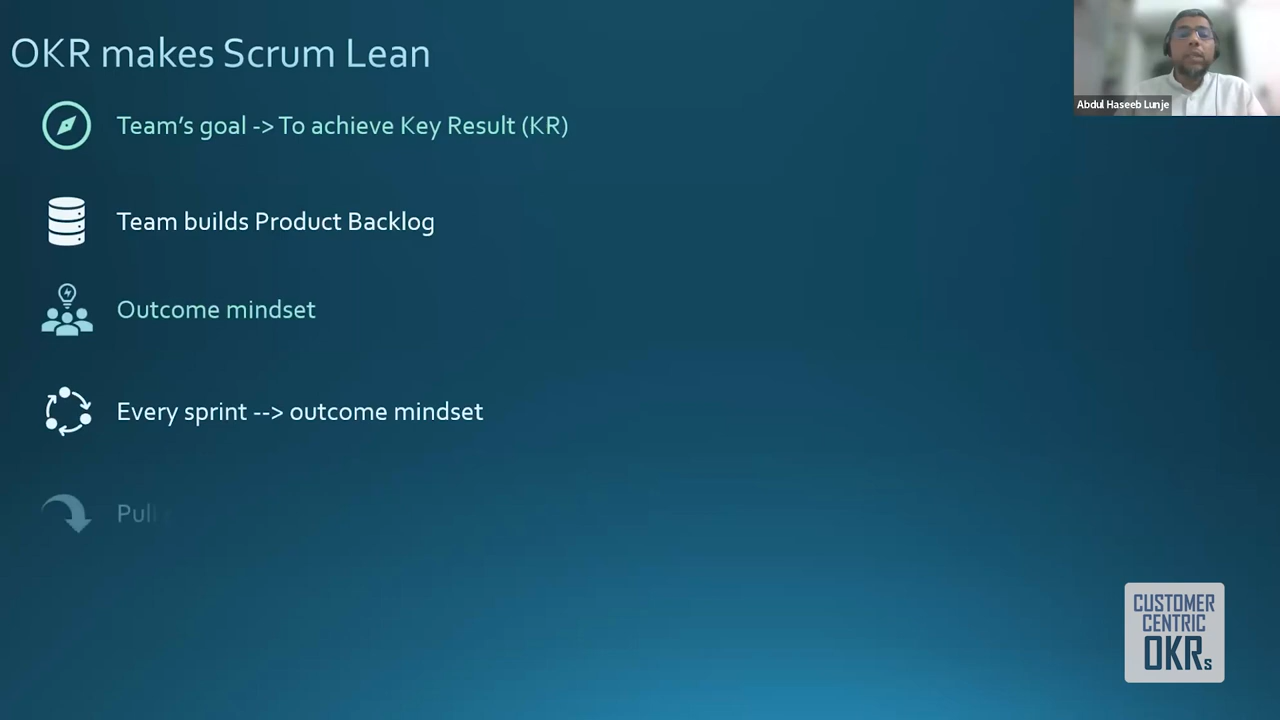 OKR makes Scrum Lean
Abdul Haseeb Lunje
Team's goal -> To achieve Key Result (KR)
Team builds Product Backlog
Outcome mindset
Every sprint --> outcome mindset
Pull
CUSTOMER
CENTRIC
OKRs